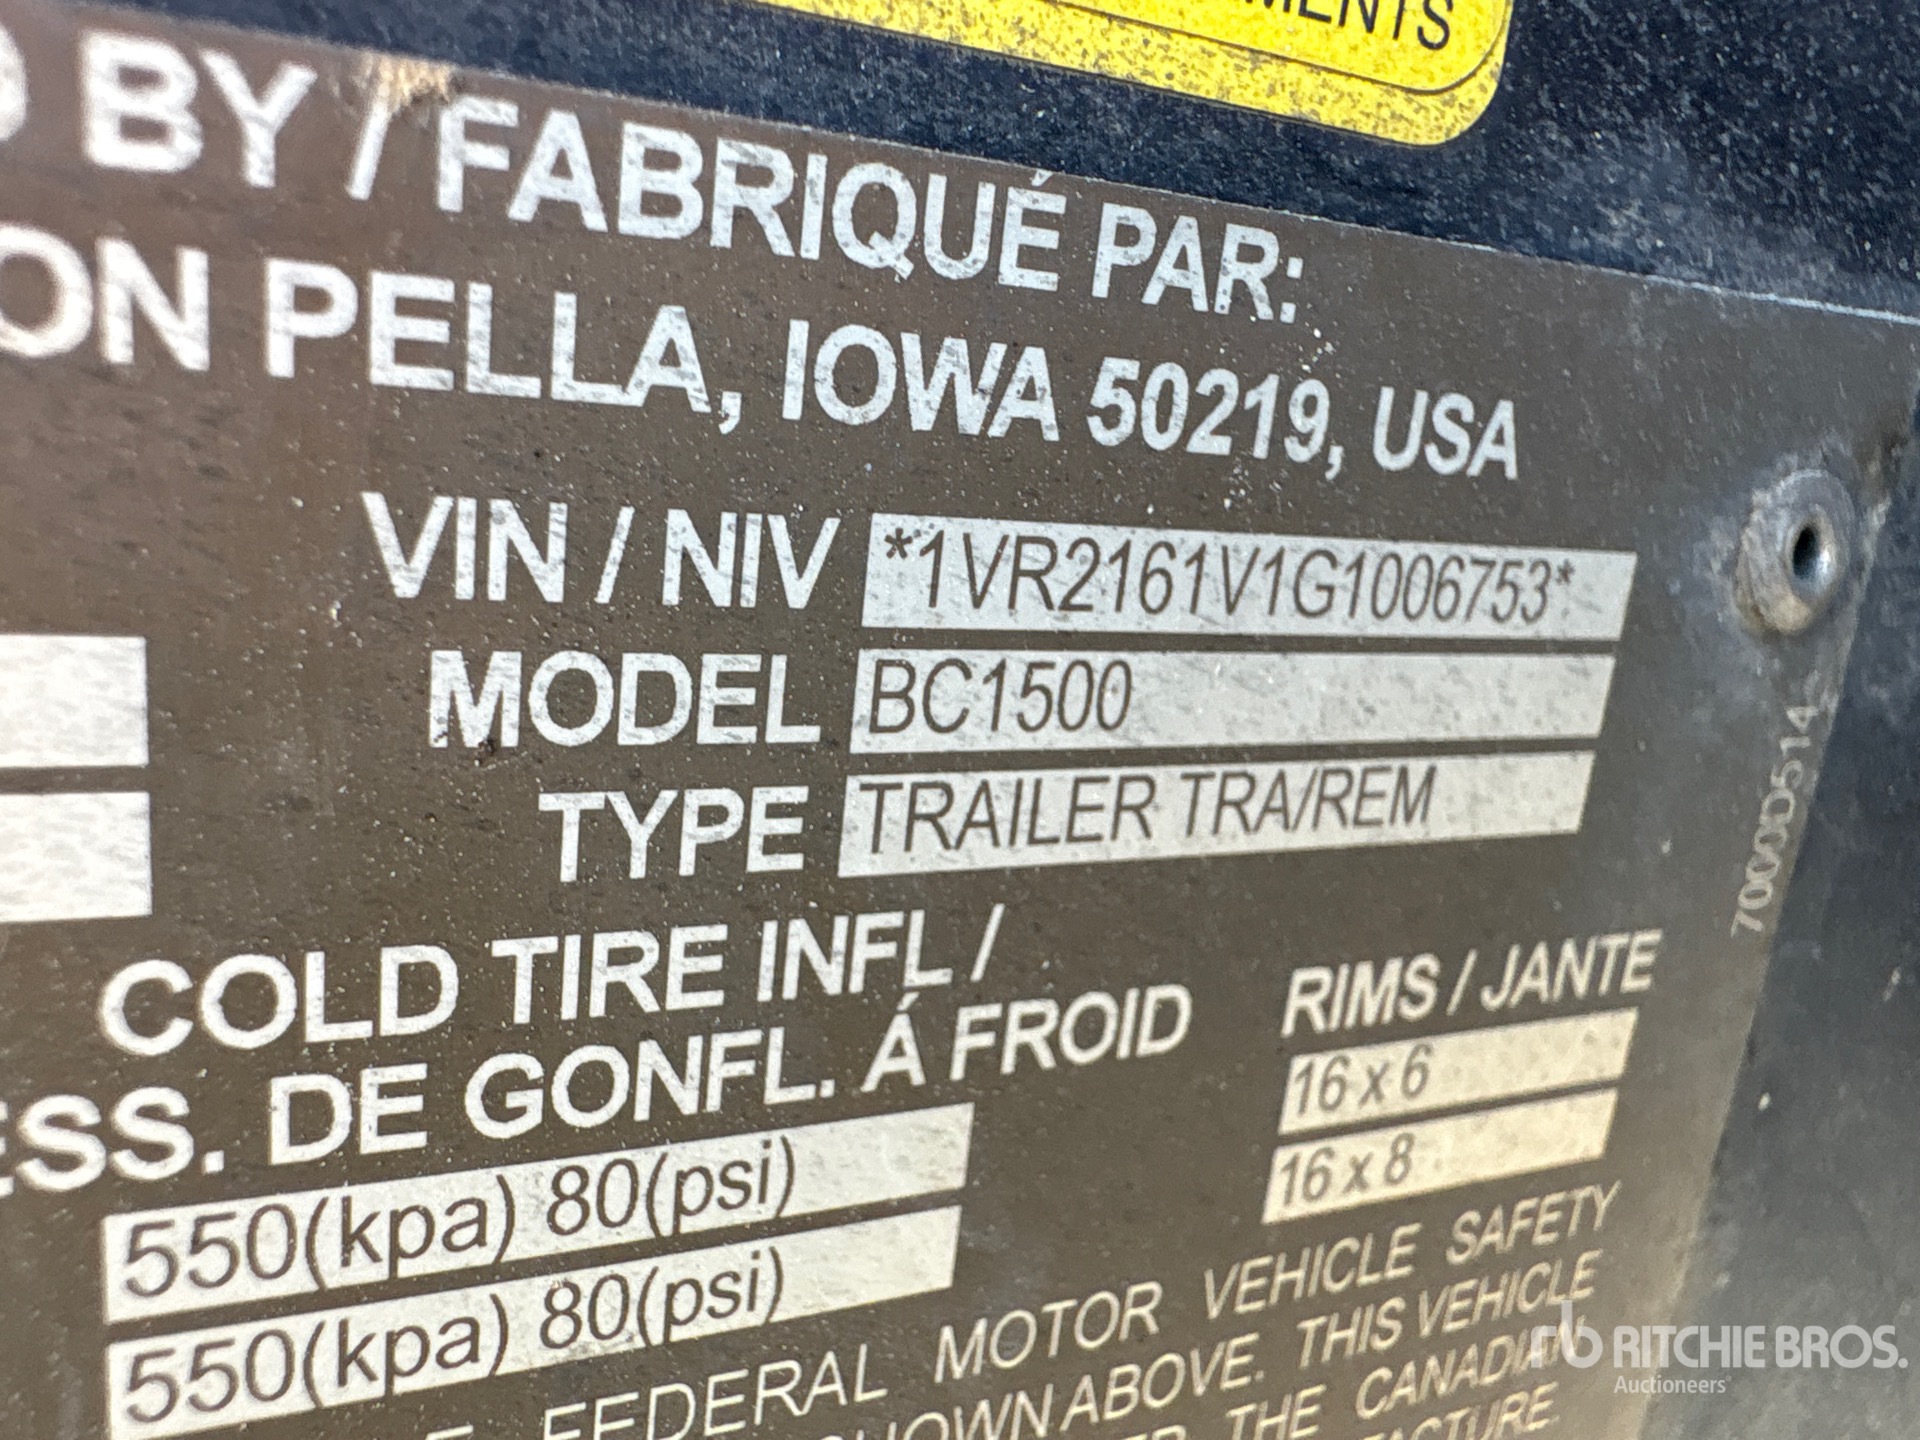 MENTS
BY / FABRIQUÉ PAR:
ON PELLA, IOWA 50219, USA
VIN / NIV *1VR2161V1G1006753*
MODEL BC1500
TYPE TRAILER TRA/REM
7000D514
COLD TIRE INFL /
ESS. DE GONFL. Á FROID
RIMS / JANTE
550(kpa) 80(psi)
16 x 6
550(kpa) 80(psi)
16 x 8
FEDERAL MOTOR VEHICLE SAFETY
SHOWN ABOVE. THIS VEHICLE
THE CANADIAN
RITCHIE BROS.
Auctioneers